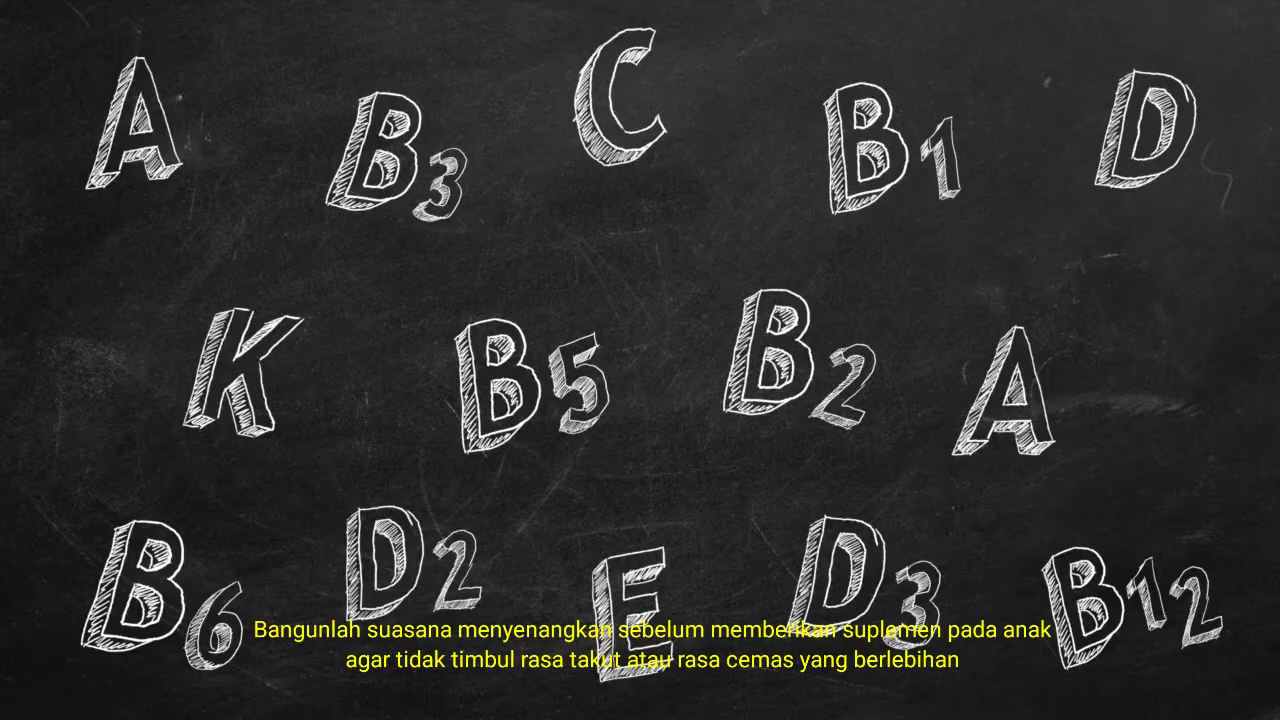 A B3 C B1 D
K B5 B2 A
B6 D2 E D3 B12
Bangunlah suasana menyenangkan sebelum memberikan suplemen pada anak
agar tidak timbul rasa takut atau rasa cemas yang berlebihan